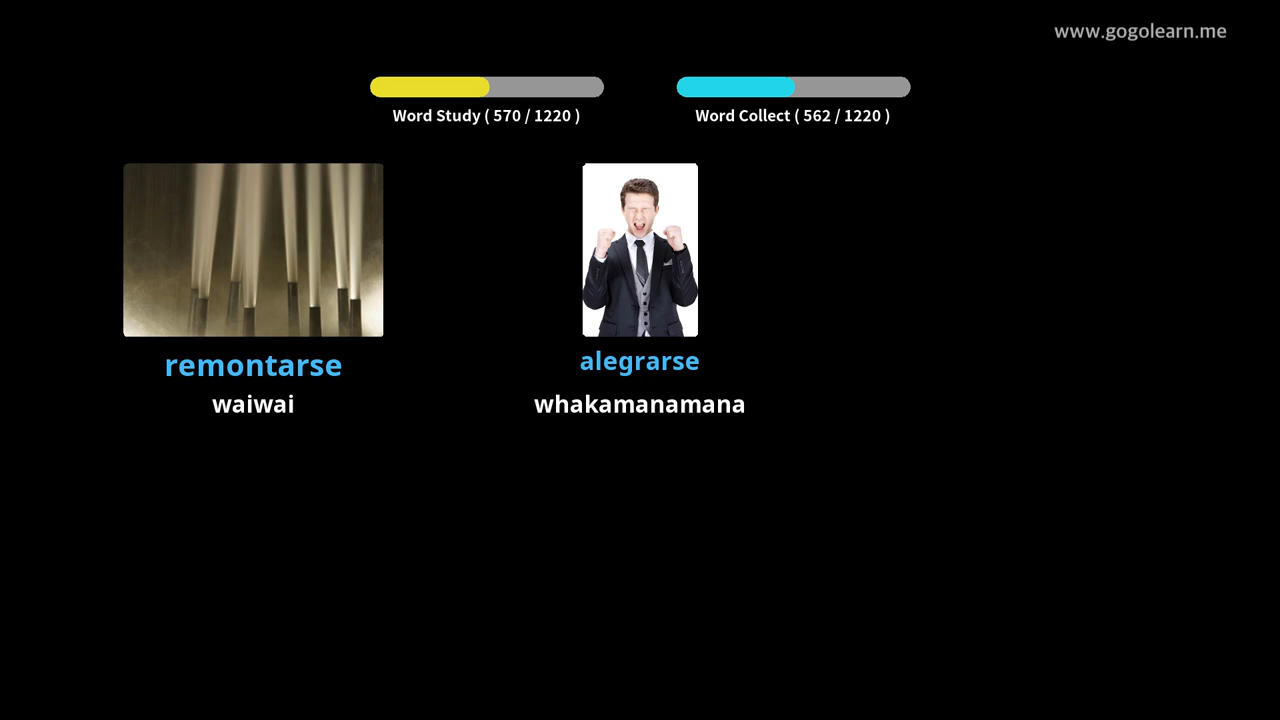 www.gogolearn.me
Word Study ( 570 / 1220 )
Word Collect ( 562 / 1220 )
remontarse
waiwai
alegrarse
whakamanamana